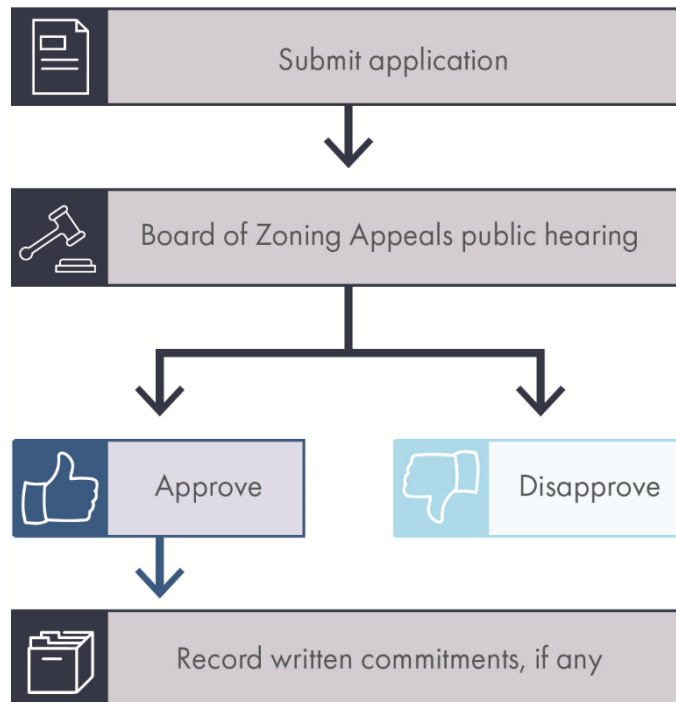 Submit application
Board of Zoning Appeals public hearing
Approve
Disapprove
Record written commitments, if any